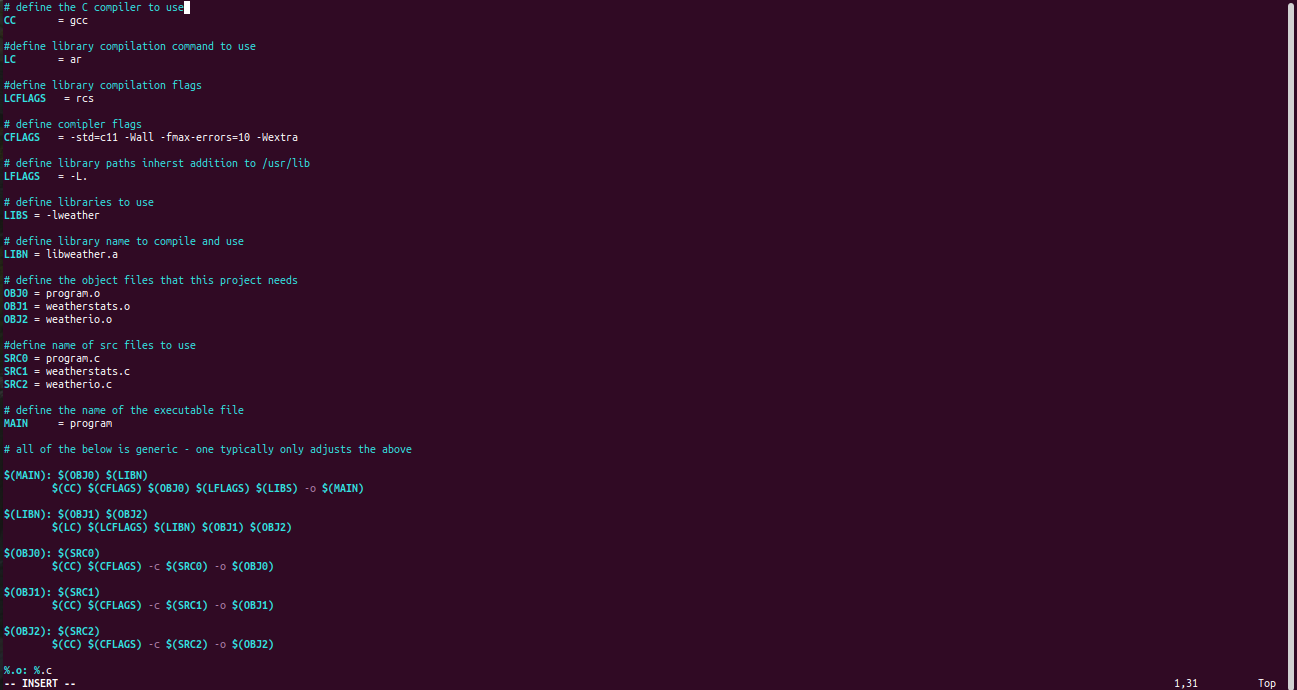 # define the C compiler to use
CC       = gcc

#define library compilation command to use
LC       = ar

#define library compilation flags
LCFLAGS   = rcs

# define comipler flags
CFLAGS   = -std=c11 -Wall -fmax-errors=10 -Wextra

# define library paths inherst addition to /usr/lib
LFLAGS   = -L.

# define libraries to use
LIBS = -lweather

# define library name to compile and use
LIBN = libweather.a

# define the object files that this project needs
OBJ0 = program.o
OBJ1 = weatherstats.o
OBJ2 = weatherio.o

#define name of src files to use
SRC0 = program.c
SRC1 = weatherstats.c
SRC2 = weatherio.c

# define the name of the executable file
MAIN     = program

# all of the below is generic - one typically only adjusts the above

$(MAIN): $(OBJ0) $(LIBN)
        $(CC) $(CFLAGS) $(OBJ0) $(LFLAGS) $(LIBS) -o $(MAIN)

$(LIBN): $(OBJ1) $(OBJ2)
        $(LC) $(LCFLAGS) $(LIBN) $(OBJ1) $(OBJ2)

$(OBJ0): $(SRC0)
        $(CC) $(CFLAGS) -c $(SRC0) -o $(OBJ0)

$(OBJ1): $(SRC1)
        $(CC) $(CFLAGS) -c $(SRC1) -o $(OBJ1)

$(OBJ2): $(SRC2)
        $(CC) $(CFLAGS) -c $(SRC2) -o $(OBJ2)

%.o: %.c
-- INSERT -- 1,31 Top